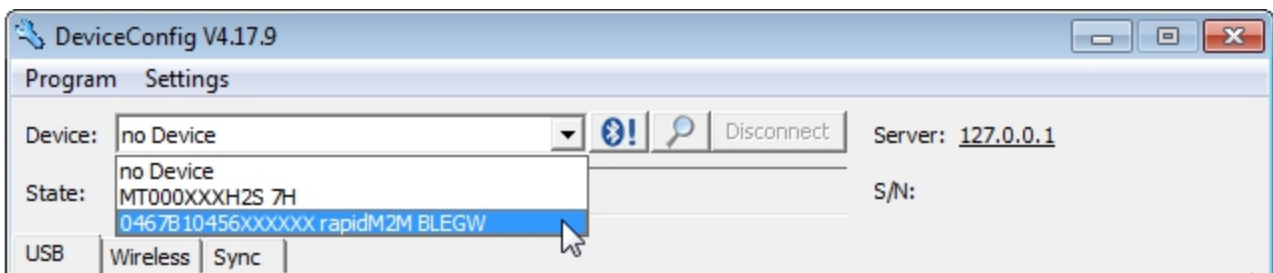 DeviceConfig V4.17.9
Program Settings
Device: no Device Disconnect Server: 127.0.0.1
no Device
State: MT000XXXH2S 7H S/N:
0467B10456XXXXXX rapidM2M BLEGW
USB Wireless Sync